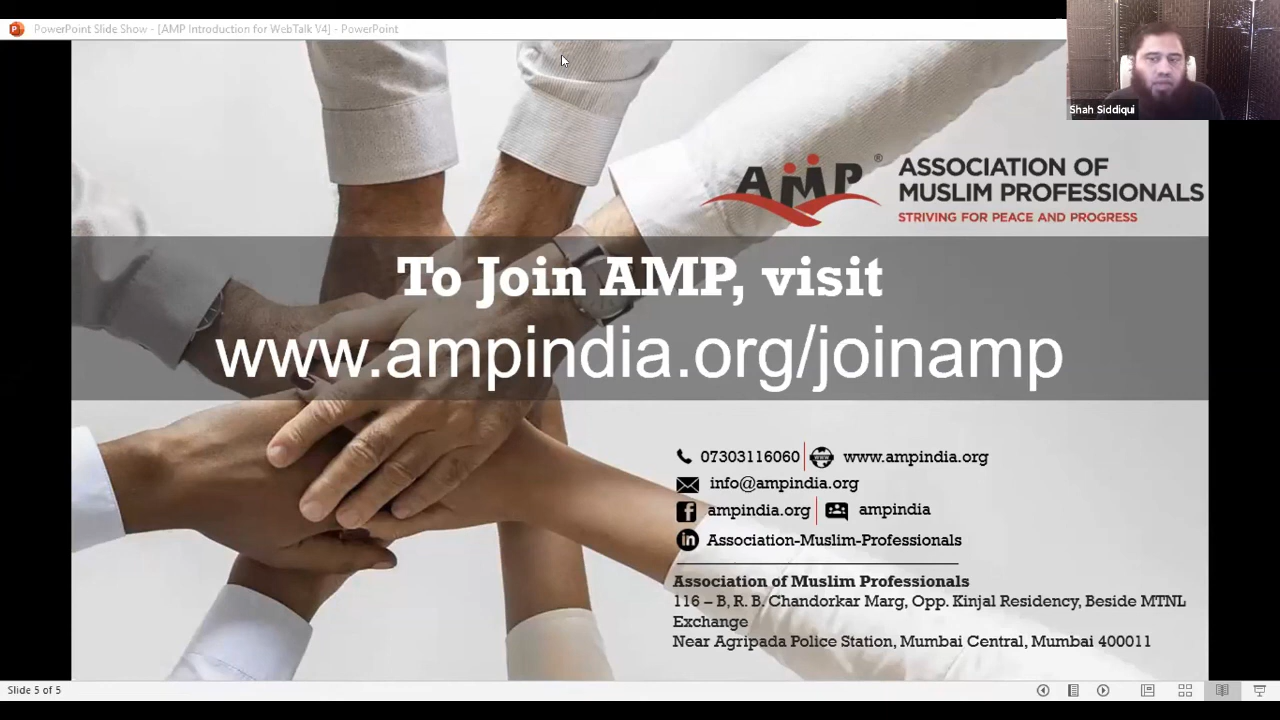 PowerPoint Slide Show - [AMP Introduction for WebTalk V4] - PowerPoint
Shah Siddiqui
AMP®
ASSOCIATION OF
MUSLIM PROFESSIONALS
STRIVING FOR PEACE AND PROGRESS
To Join AMP, visit
www.ampindia.org/joinamp
07303116060 www.ampindia.org
info@ampindia.org
ampindia.org ampindia
Association-Muslim-Professionals
Association of Muslim Professionals
116 – B, R. B. Chandorkar Marg, Opp. Kinjal Residency, Beside MTNL
Exchange
Near Agripada Police Station, Mumbai Central, Mumbai 400011
Slide 5 of 5